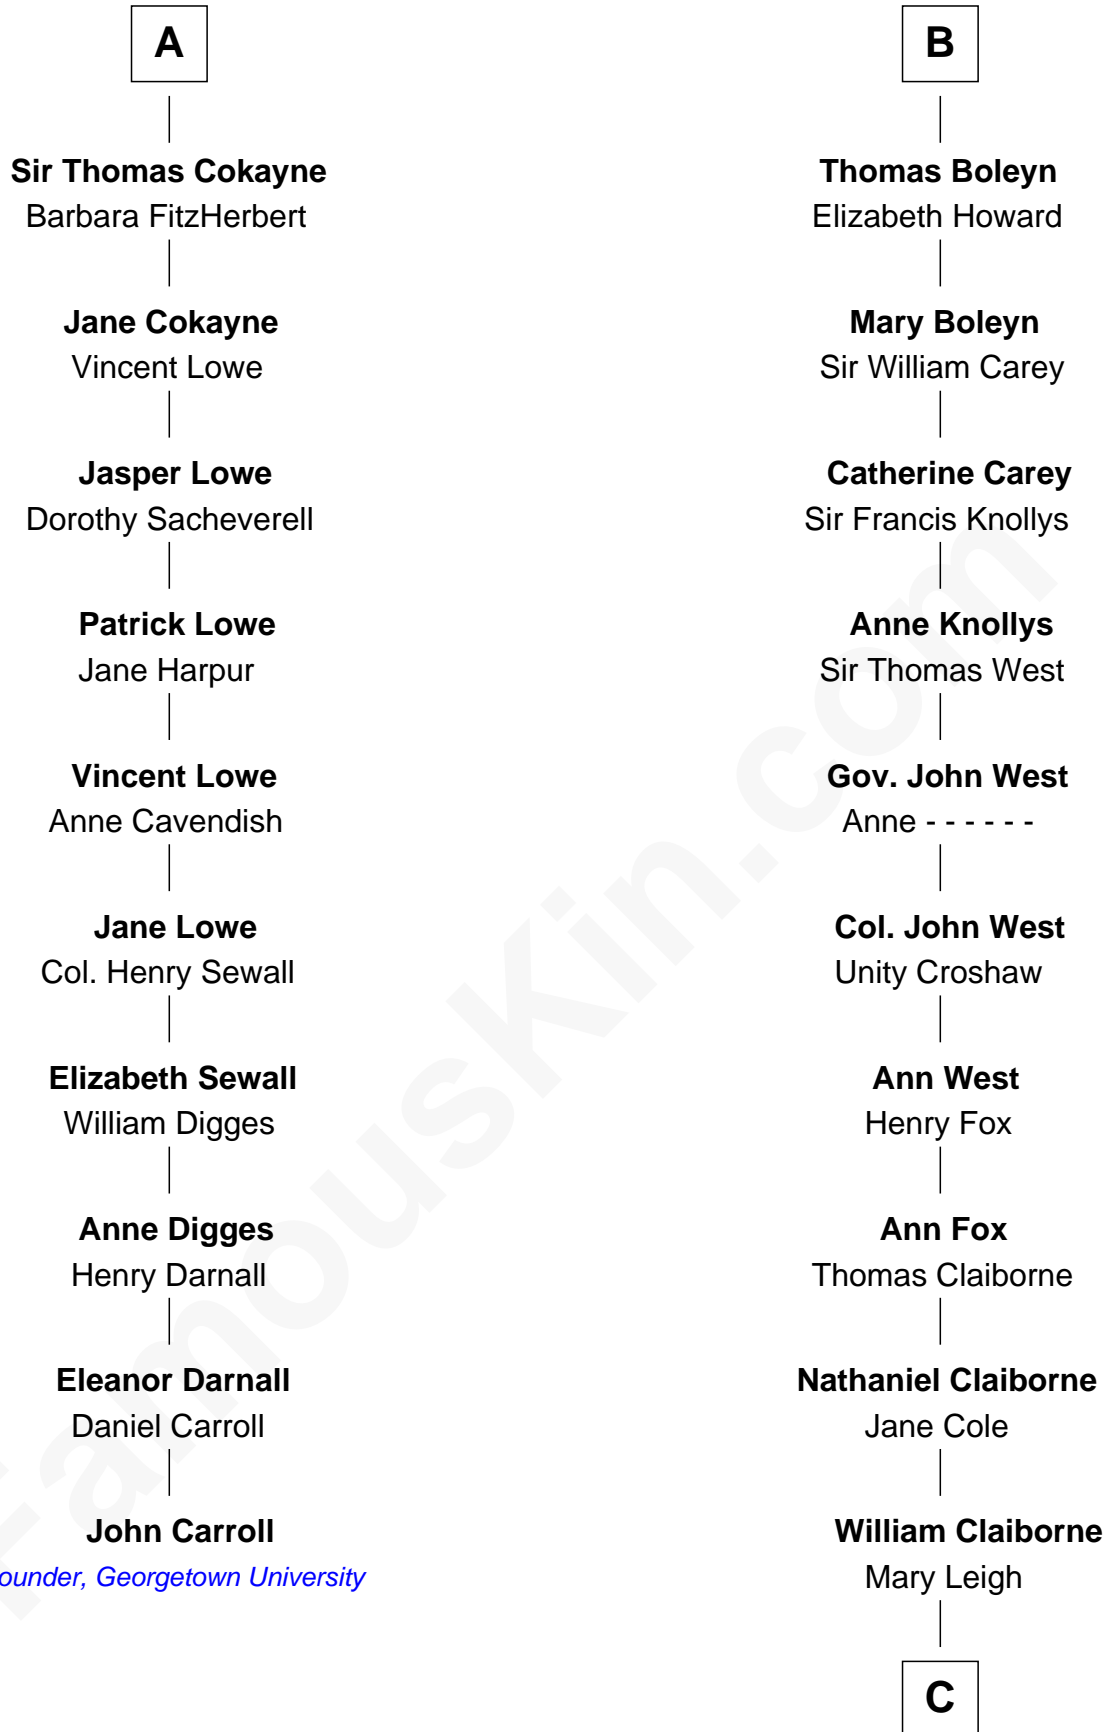 A
Sir Thomas Cokayne
Barbara FitzHerbert
Jane Cokayne
Vincent Lowe
Jasper Lowe
Dorothy Sacheverell
Patrick Lowe
Jane Harpur
Vincent Lowe
Anne Cavendish
Jane Lowe
Col. Henry Sewall
Elizabeth Sewall
William Digges
Anne Digges
Henry Darnall
Eleanor Darnall
Daniel Carroll
John Carroll
ounder, Georgetown University
B
Thomas Boleyn
Elizabeth Howard
Mary Boleyn
Sir William Carey
Catherine Carey
Sir Francis Knollys
Anne Knollys
Sir Thomas West
Gov. John West
Anne - - - - - -
Col. John West
Unity Croshaw
Ann West
Henry Fox
Ann Fox
Thomas Claiborne
Nathaniel Claiborne
Jane Cole
William Claiborne
Mary Leigh
C
FamousKin.com